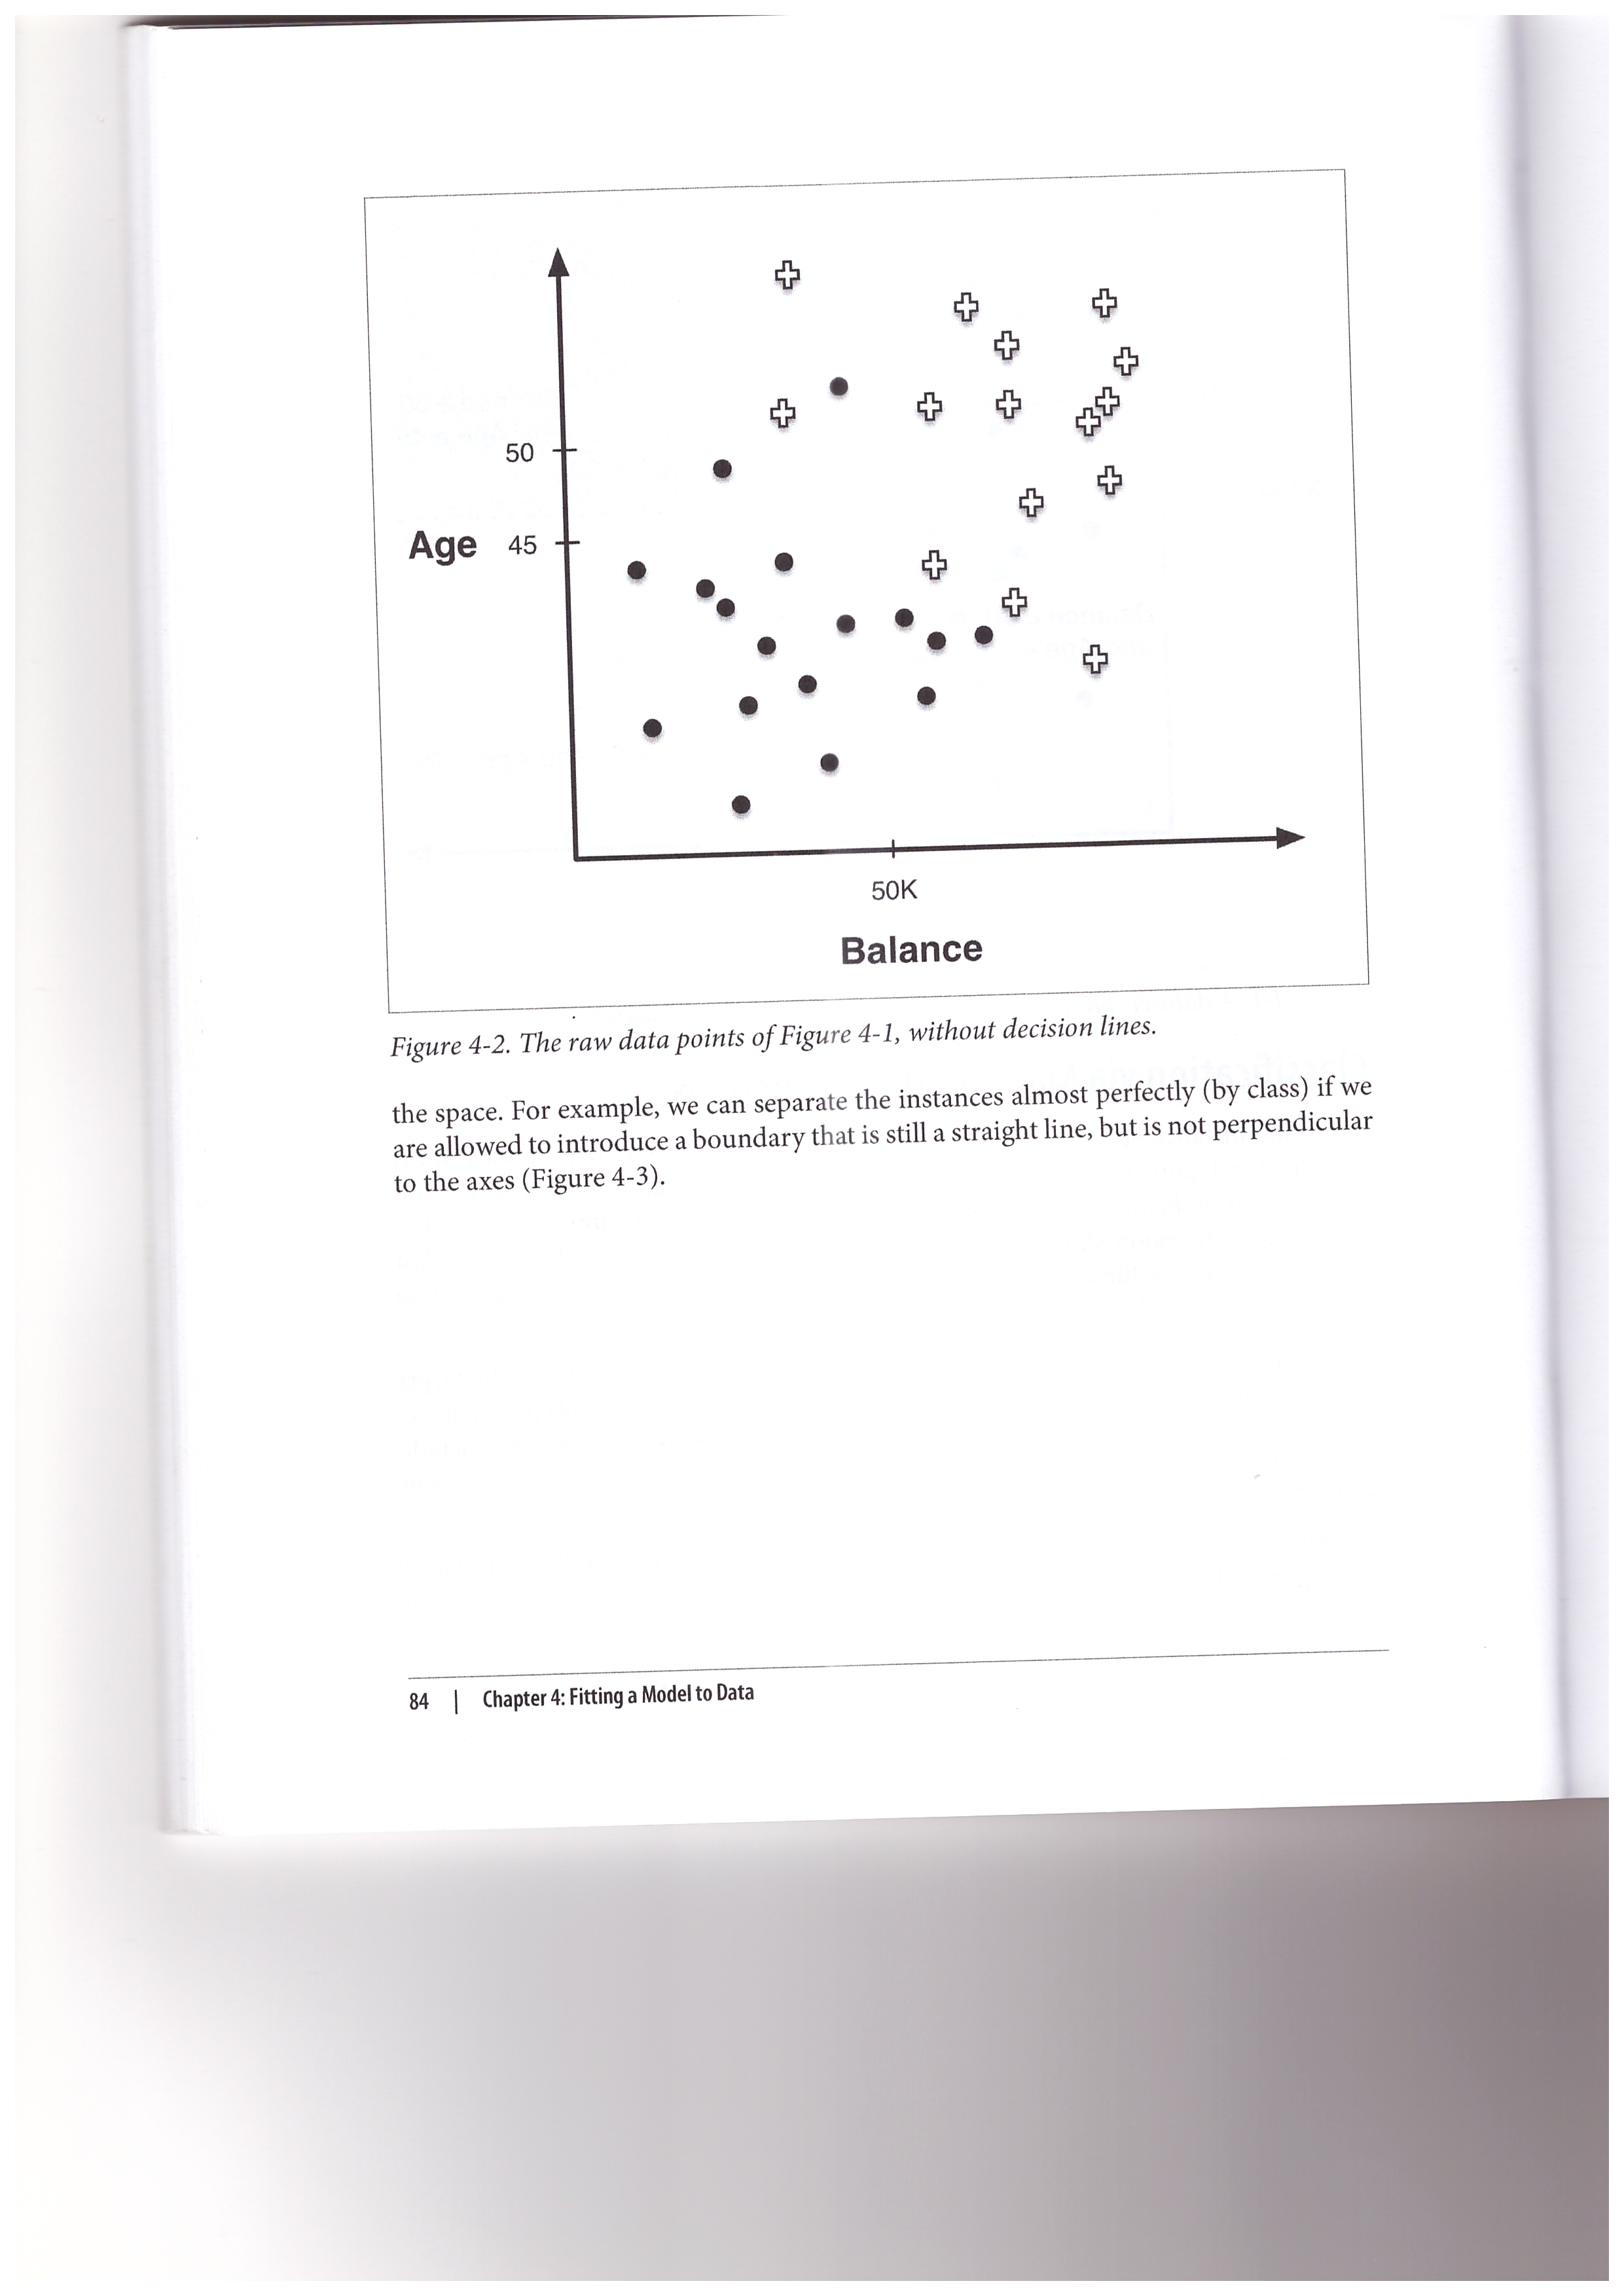 50
Age 45
50K
Balance
Figure 4-2. The raw data points of Figure 4-1, without decision lines.
the space. For example, we can separate the instances almost perfectly (by class) if we
are allowed to introduce a boundary that is still a straight line, but is not perpendicular
to the axes (Figure 4-3).
84 | Chapter 4: Fitting a Model to Data